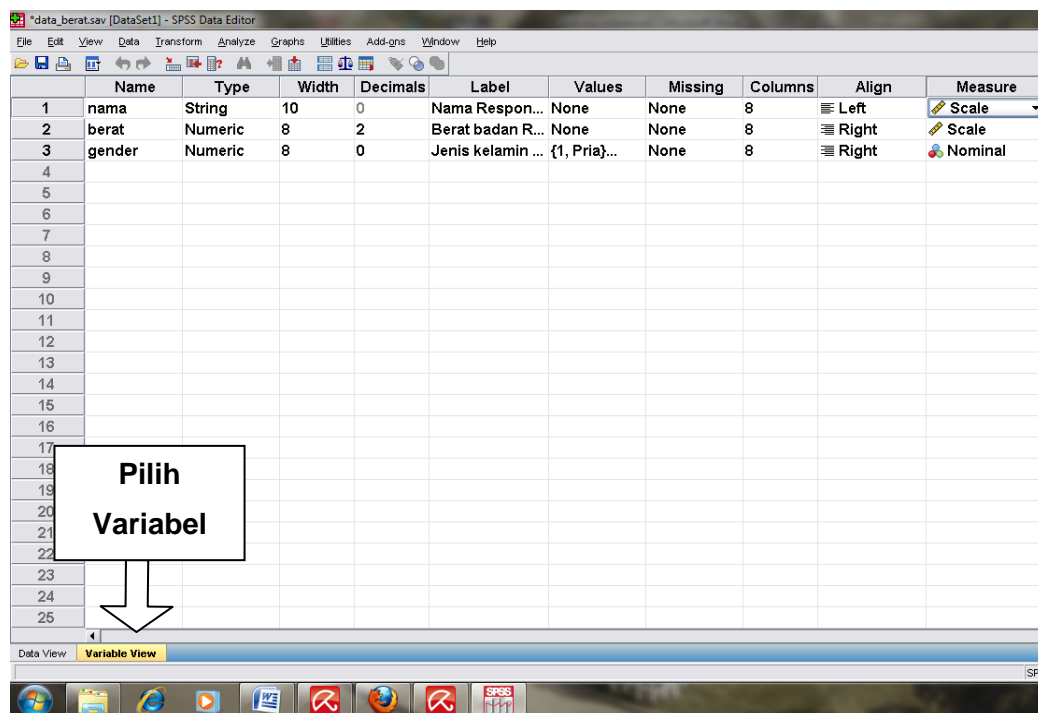 *data_berat.sav [DataSet1] - SPSS Data Editor
File Edit View Data Transform Analyze Graphs Utilities Add-ons Window Help
Name Type Width Decimals Label Values Missing Columns Align Measure
1 nama String 10 0 Nama Respon... None None 8 Left Scale
2 berat Numeric 8 2 Berat badan R... None None 8 Right Scale
3 gender Numeric 8 0 Jenis kelamin ... {1, Pria}... None 8 Right Nominal
4
5
6
7
8
9
10
11
12
13
14
15
16
17
18
19
20
21
22
23
24
25
Pilih
Variabel
Data View Variable View
SP
SPSS